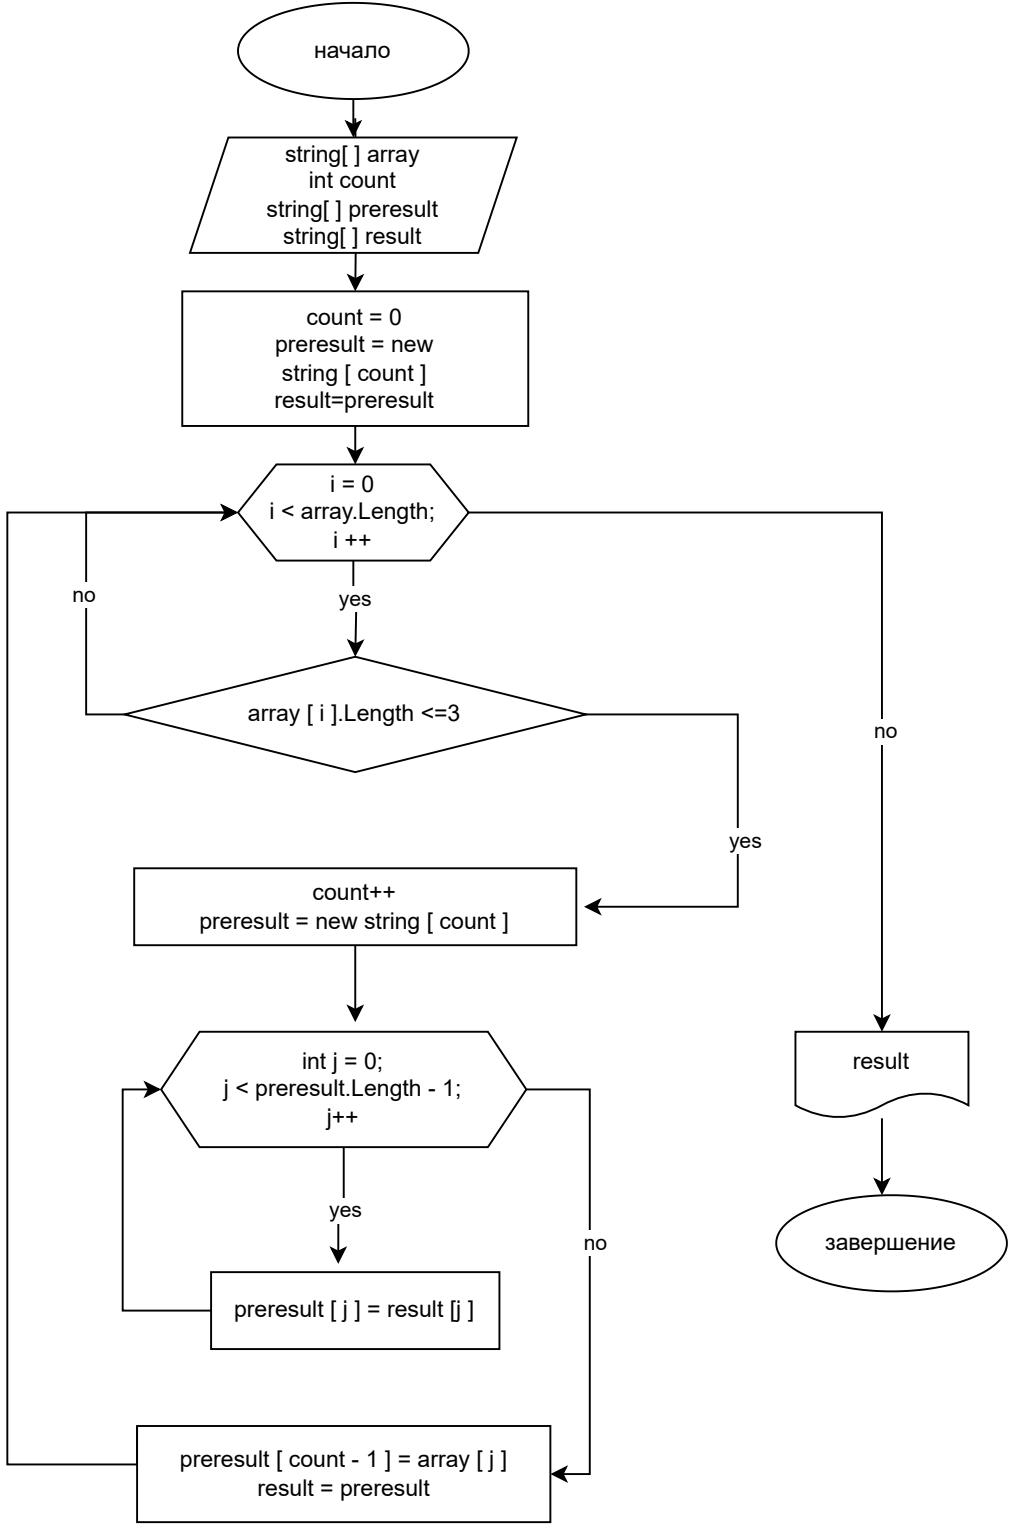 начало
string[ ] array
int count
string[ ] preresult
string[ ] result
count = 0
preresult = new
string [ count ]
result=preresult
i = 0
i < array.Length;
i ++
no
yes
array [ i ].Length <=3
no
yes
count++
preresult = new string [ count ]
int j = 0;
j < preresult.Length - 1;
j++
result
yes
no
завершение
preresult [ j ] = result [j ]
preresult [ count - 1 ] = array [ j ]
result = preresult